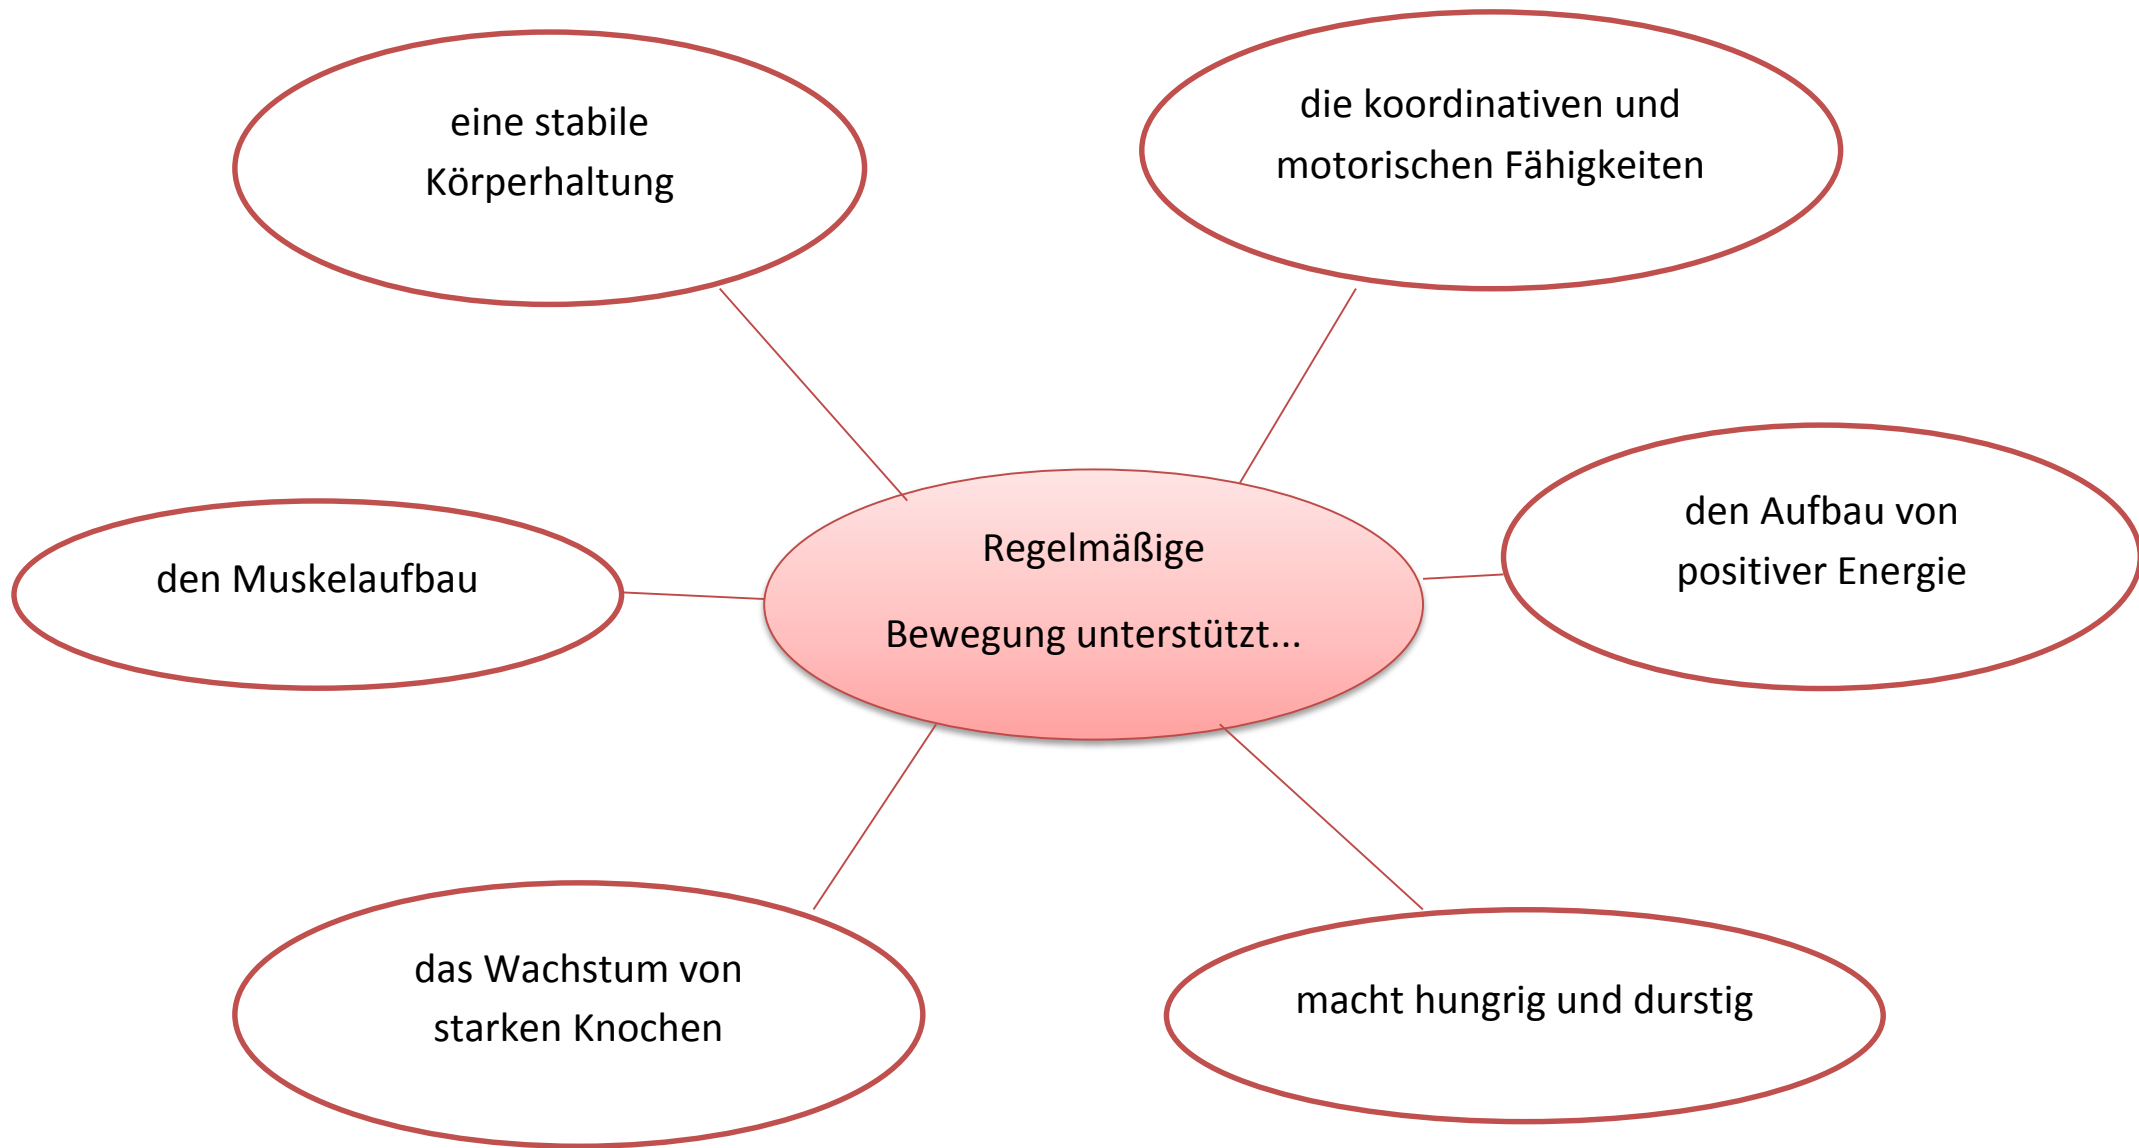 eine stabile
Körperhaltung
die koordinativen und
motorischen Fähigkeiten
den Muskelaufbau
Regelmäßige
Bewegung unterstützt...
den Aufbau von
positiver Energie
das Wachstum von
starken Knochen
macht hungrig und durstig